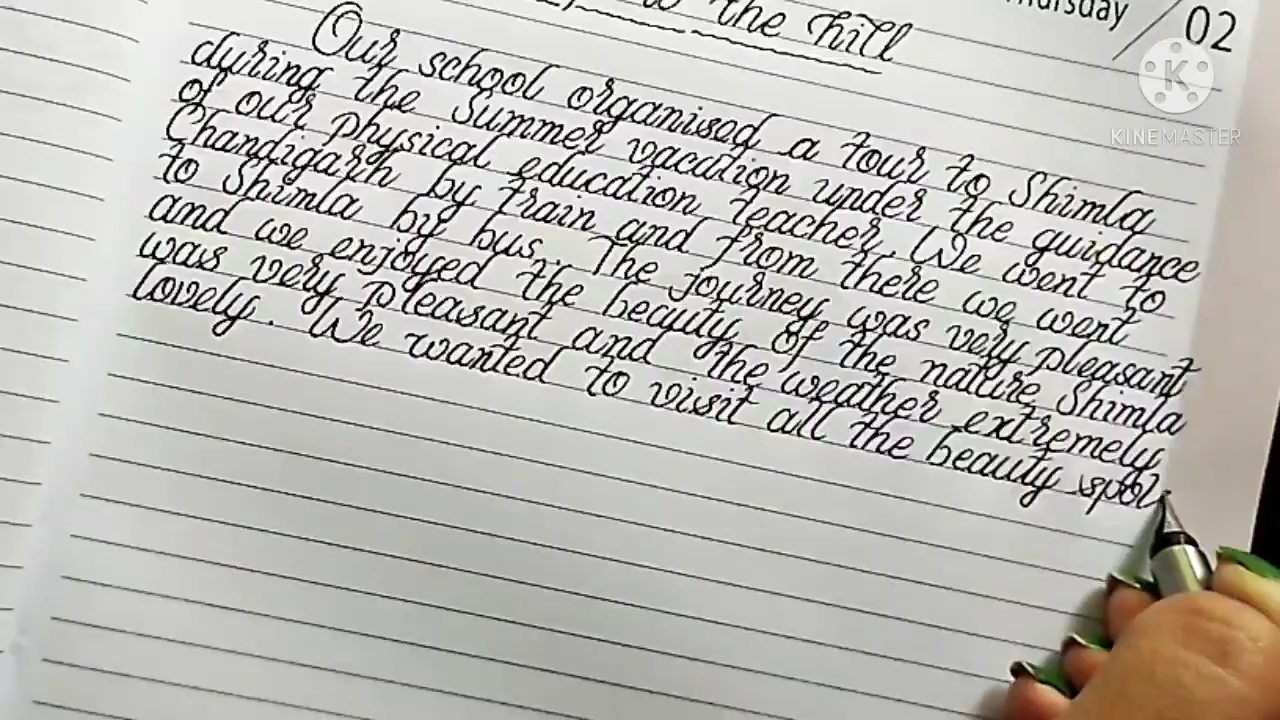 the hill
Thursday / 02
KINEMASTER
Our school organised a tour to Shimla
during the Summer vacation under the guidance
of our physical education teacher. We went to
Chandigarh by train and from there we went
to Shimla by bus. The journey was very pleasant
and we enjoyed the beauty of the nature Shimla
was very pleasant and the weather extremely
lovely. We wanted to visit all the beauty spot